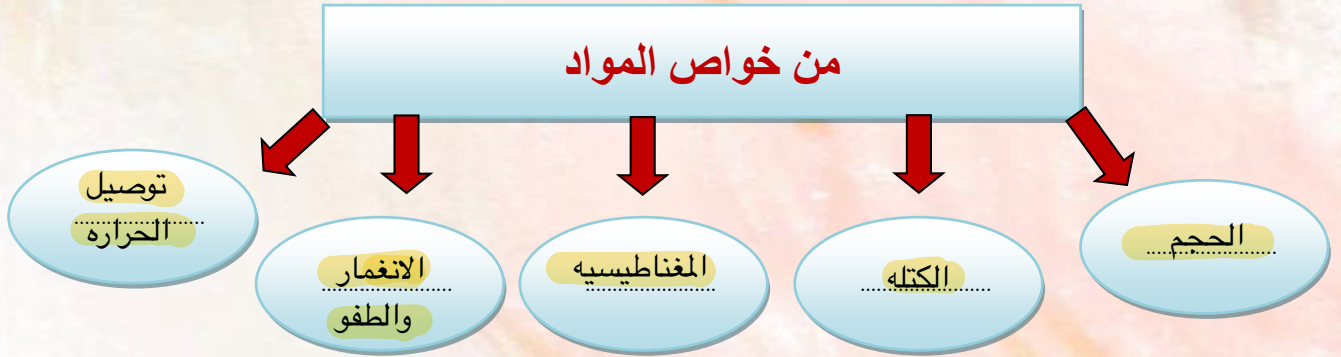 من خواص المواد
الحجم
الكتله
المغناطيسيه
الانغمار
والطفو
توصيل
الحراره